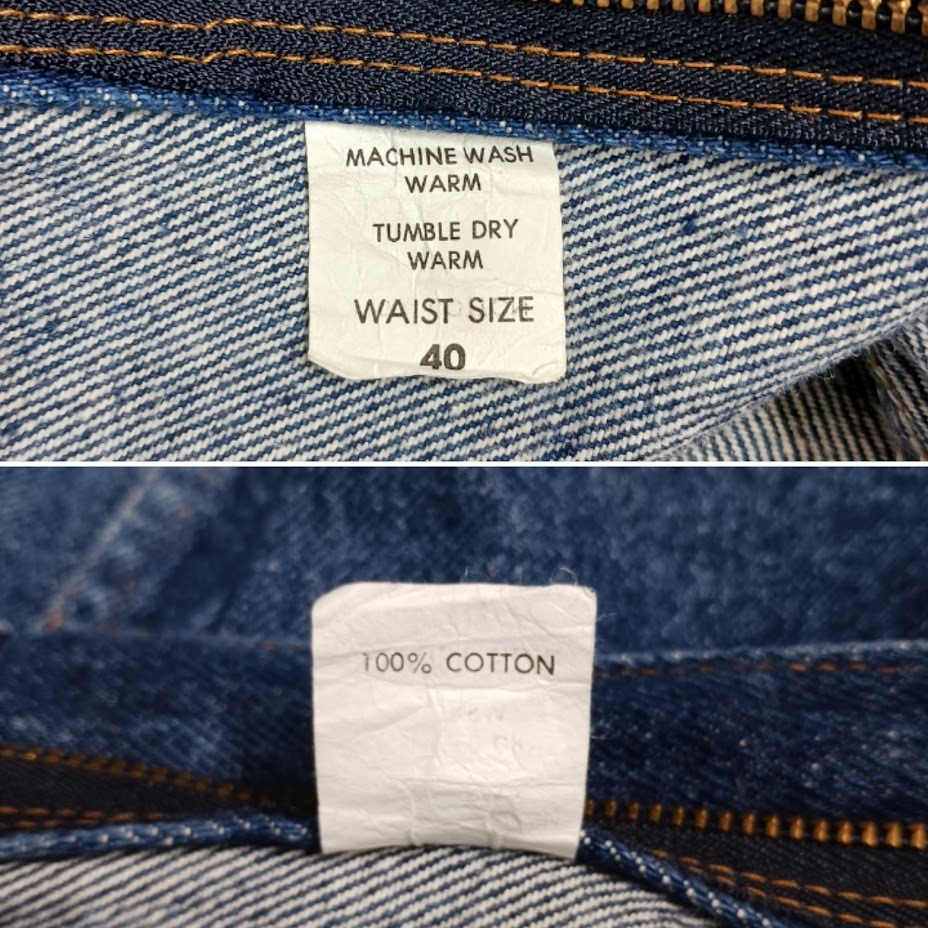 MACHINE WASH
WARM
TUMBLE DRY
WARM
WAIST SIZE
40
100% COTTON